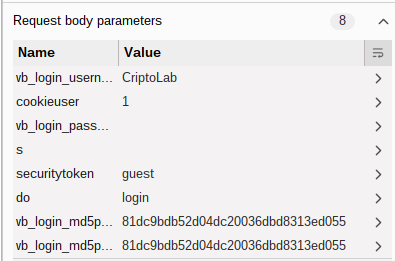 Request body parameters 8
Name Value
vb_login_usern... CriptoLab
cookieuser 1
vb_login_pass...
s
securitytoken guest
do login
vb_login_md5p... 81dc9bdb52d04dc20036dbd8313ed055
vb_login_md5p... 81dc9bdb52d04dc20036dbd8313ed055